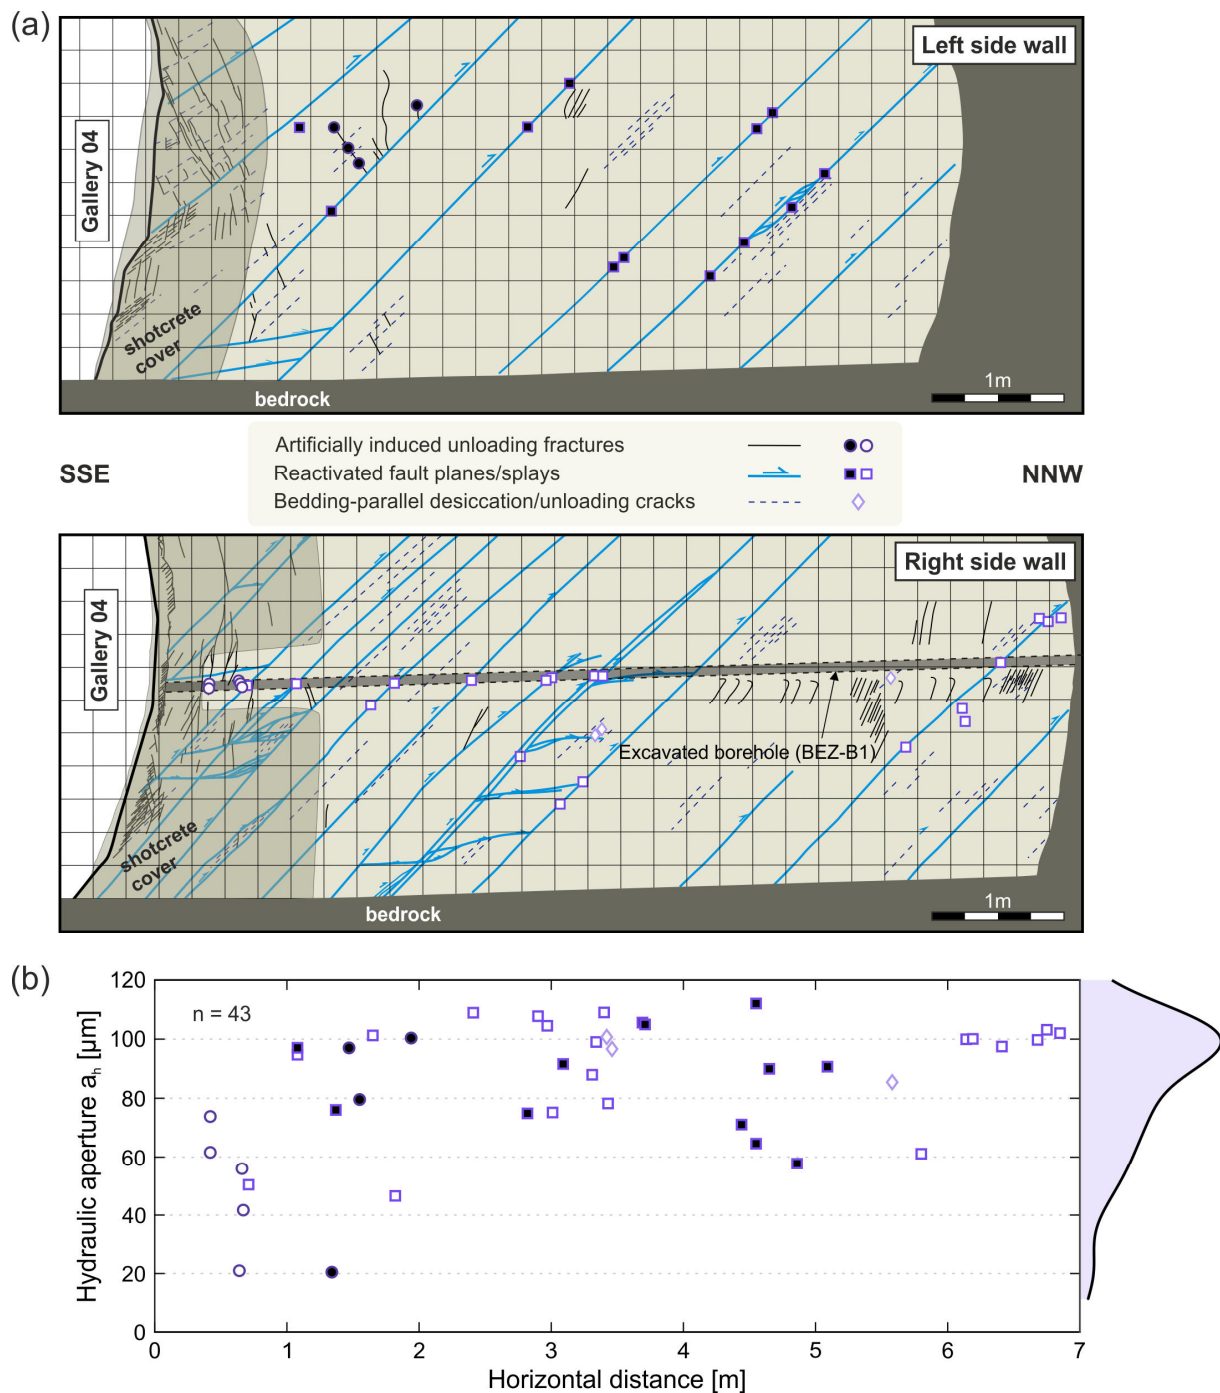 (a)
Left side wall
Gallery 04
shotcrete
cover
1m
bedrock
Artificially induced unloading fractures
SSE
Reactivated fault planes/splays
NNW
Bedding-parallel desiccation/unloading cracks
Right side wall
Gallery 04
Excavated borehole (BEZ-B1)
shotcrete
cover
1m
bedrock
(b)
120
n = 43
100
80
60
40
20
0
Hydraulic aperture aₕ [µm]
0 1 2 3 4 5 6 7
Horizontal distance [m]